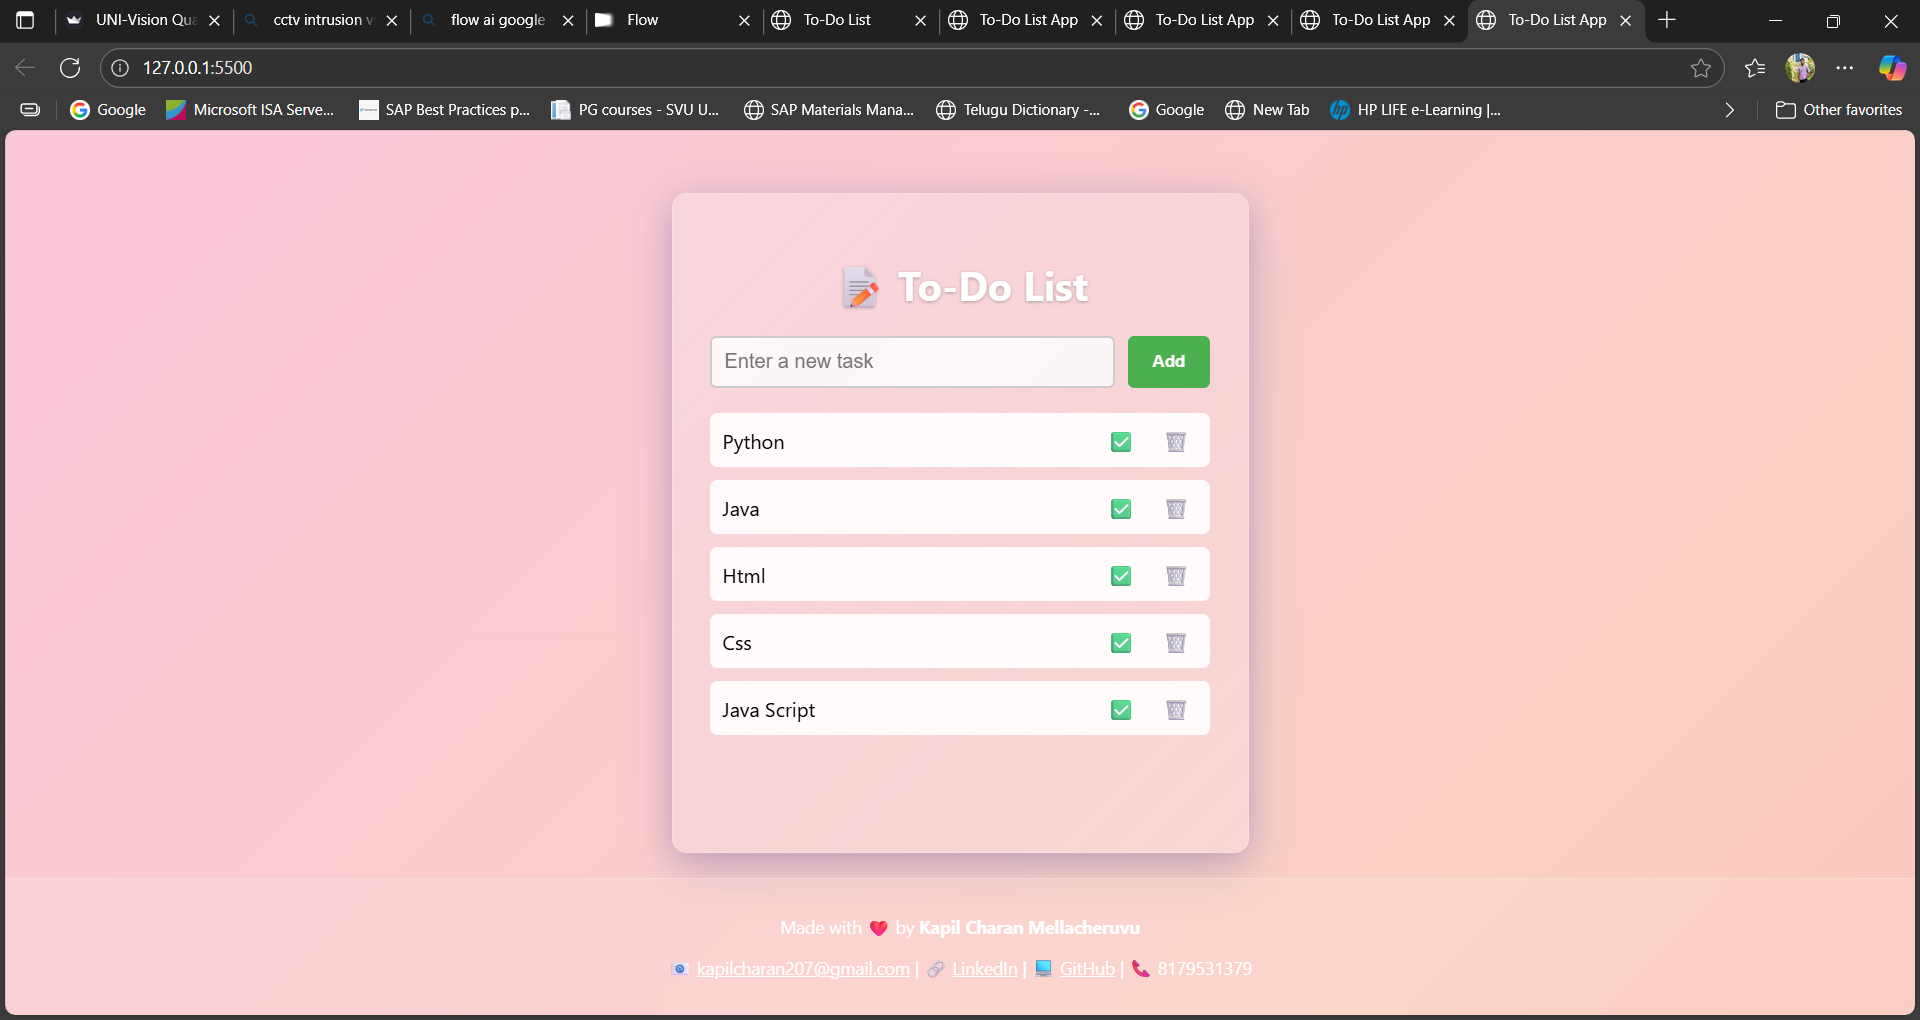 UNI-Vision Qua
cctv intrusion v
flow ai google
Flow
To-Do List
To-Do List App
To-Do List App
To-Do List App
To-Do List App
127.0.0.1:5500
Google
Microsoft ISA Serve...
SAP Best Practices p...
PG courses - SVU U...
SAP Materials Mana...
Telugu Dictionary -...
Google
New Tab
hp HP LIFE e-Learning |...
Other favorites
To-Do List
Enter a new task
Add
Python
Java
Html
Css
Java Script
Made with ❤️ by Kapil Charan Mellacheruvu
📧 kapilcharan207@gmail.com | 🔗 LinkedIn | 💻 GitHub | 📞 8179531379